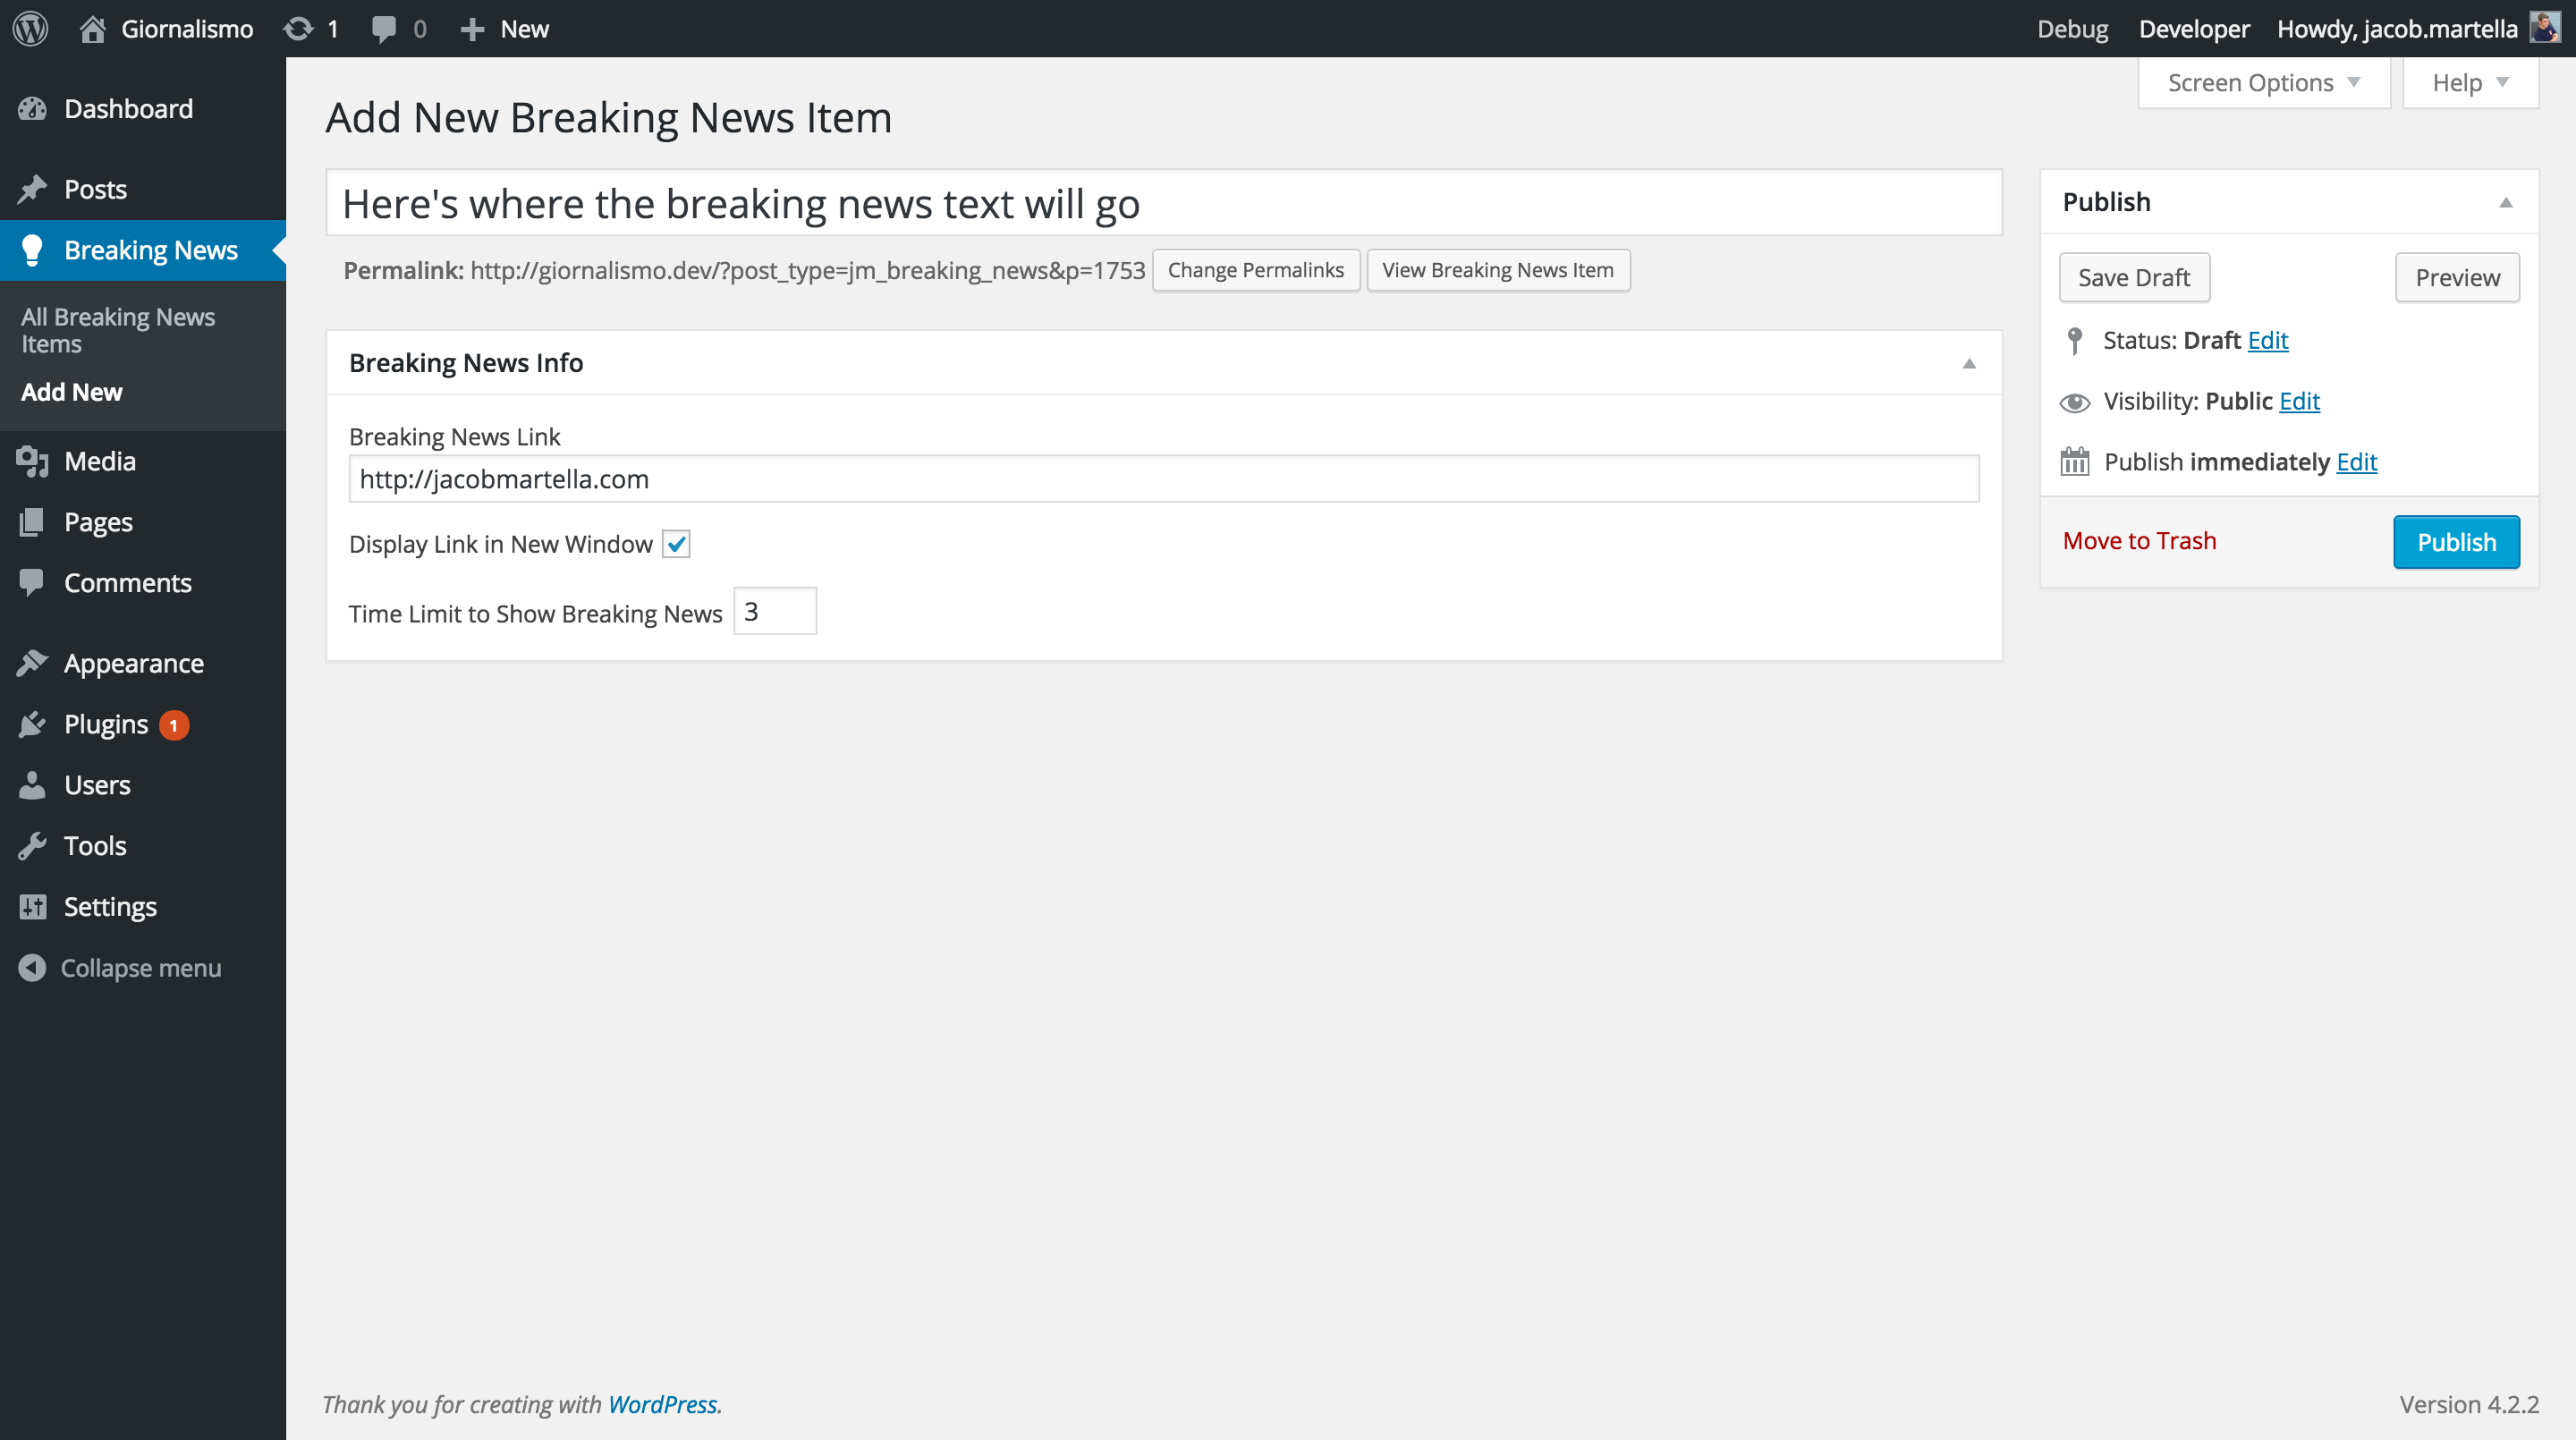 Giornalismo 1 0 New Debug Developer Howdy, jacob.martella
Screen Options Help
Dashboard
Posts
Breaking News
All Breaking News
Items
Add New
Media
Pages
Comments
Appearance
Plugins 1
Users
Tools
Settings
Collapse menu
Add New Breaking News Item
Here's where the breaking news text will go
Permalink: http://giornalismo.dev/?post_type=jm_breaking_news&p=1753 Change Permalinks View Breaking News Item
Breaking News Info
Breaking News Link
http://jacobmartella.com
Display Link in New Window
Time Limit to Show Breaking News 3
Publish
Save Draft Preview
Status: Draft Edit
Visibility: Public Edit
Publish immediately Edit
Move to Trash Publish
Thank you for creating with WordPress.
Version 4.2.2